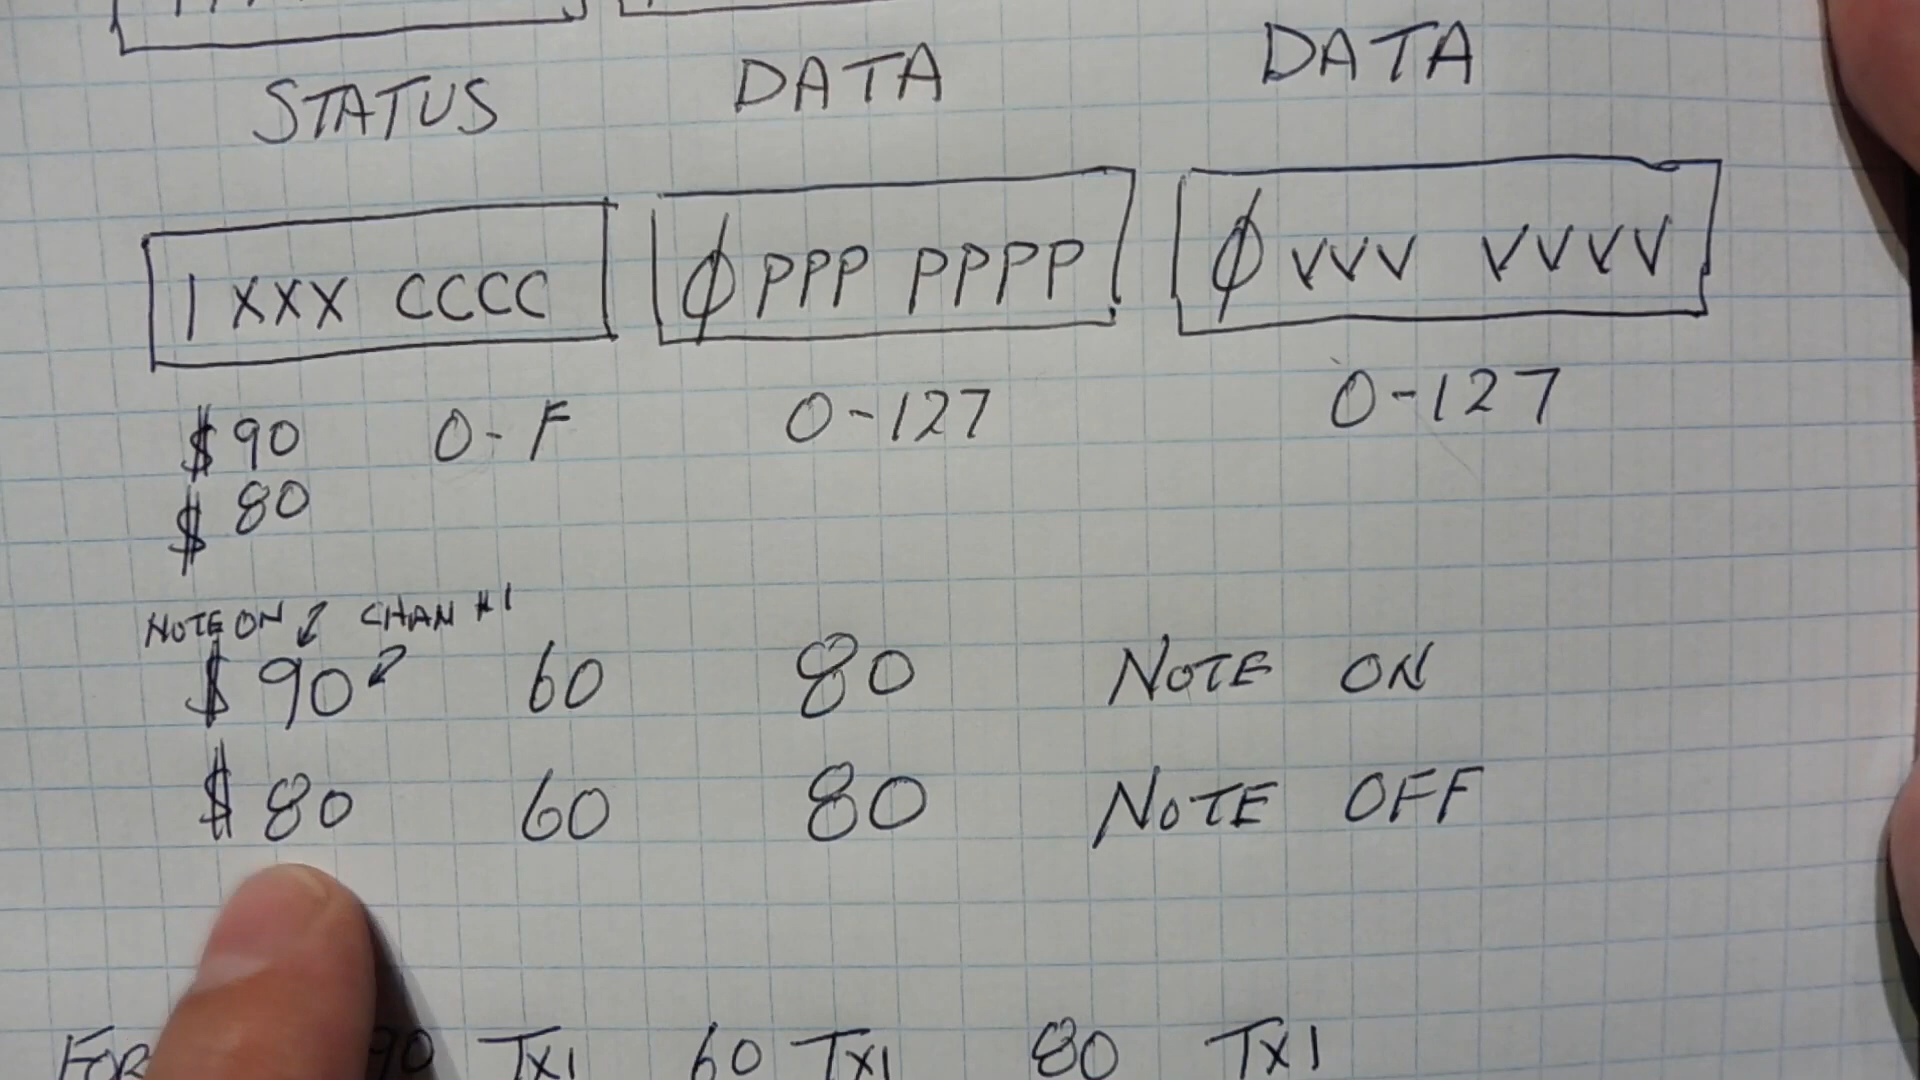 STATUS DATA DATA
1XXX CCCC ØPPP PPPP ØVVV VVVV
$90 0-F 0-127 0-127
$80
NOTE ON CHAN #1
$90 60 80 NOTE ON
$80 60 80 NOTE OFF
90 TX1 60 TX1 80 TX1